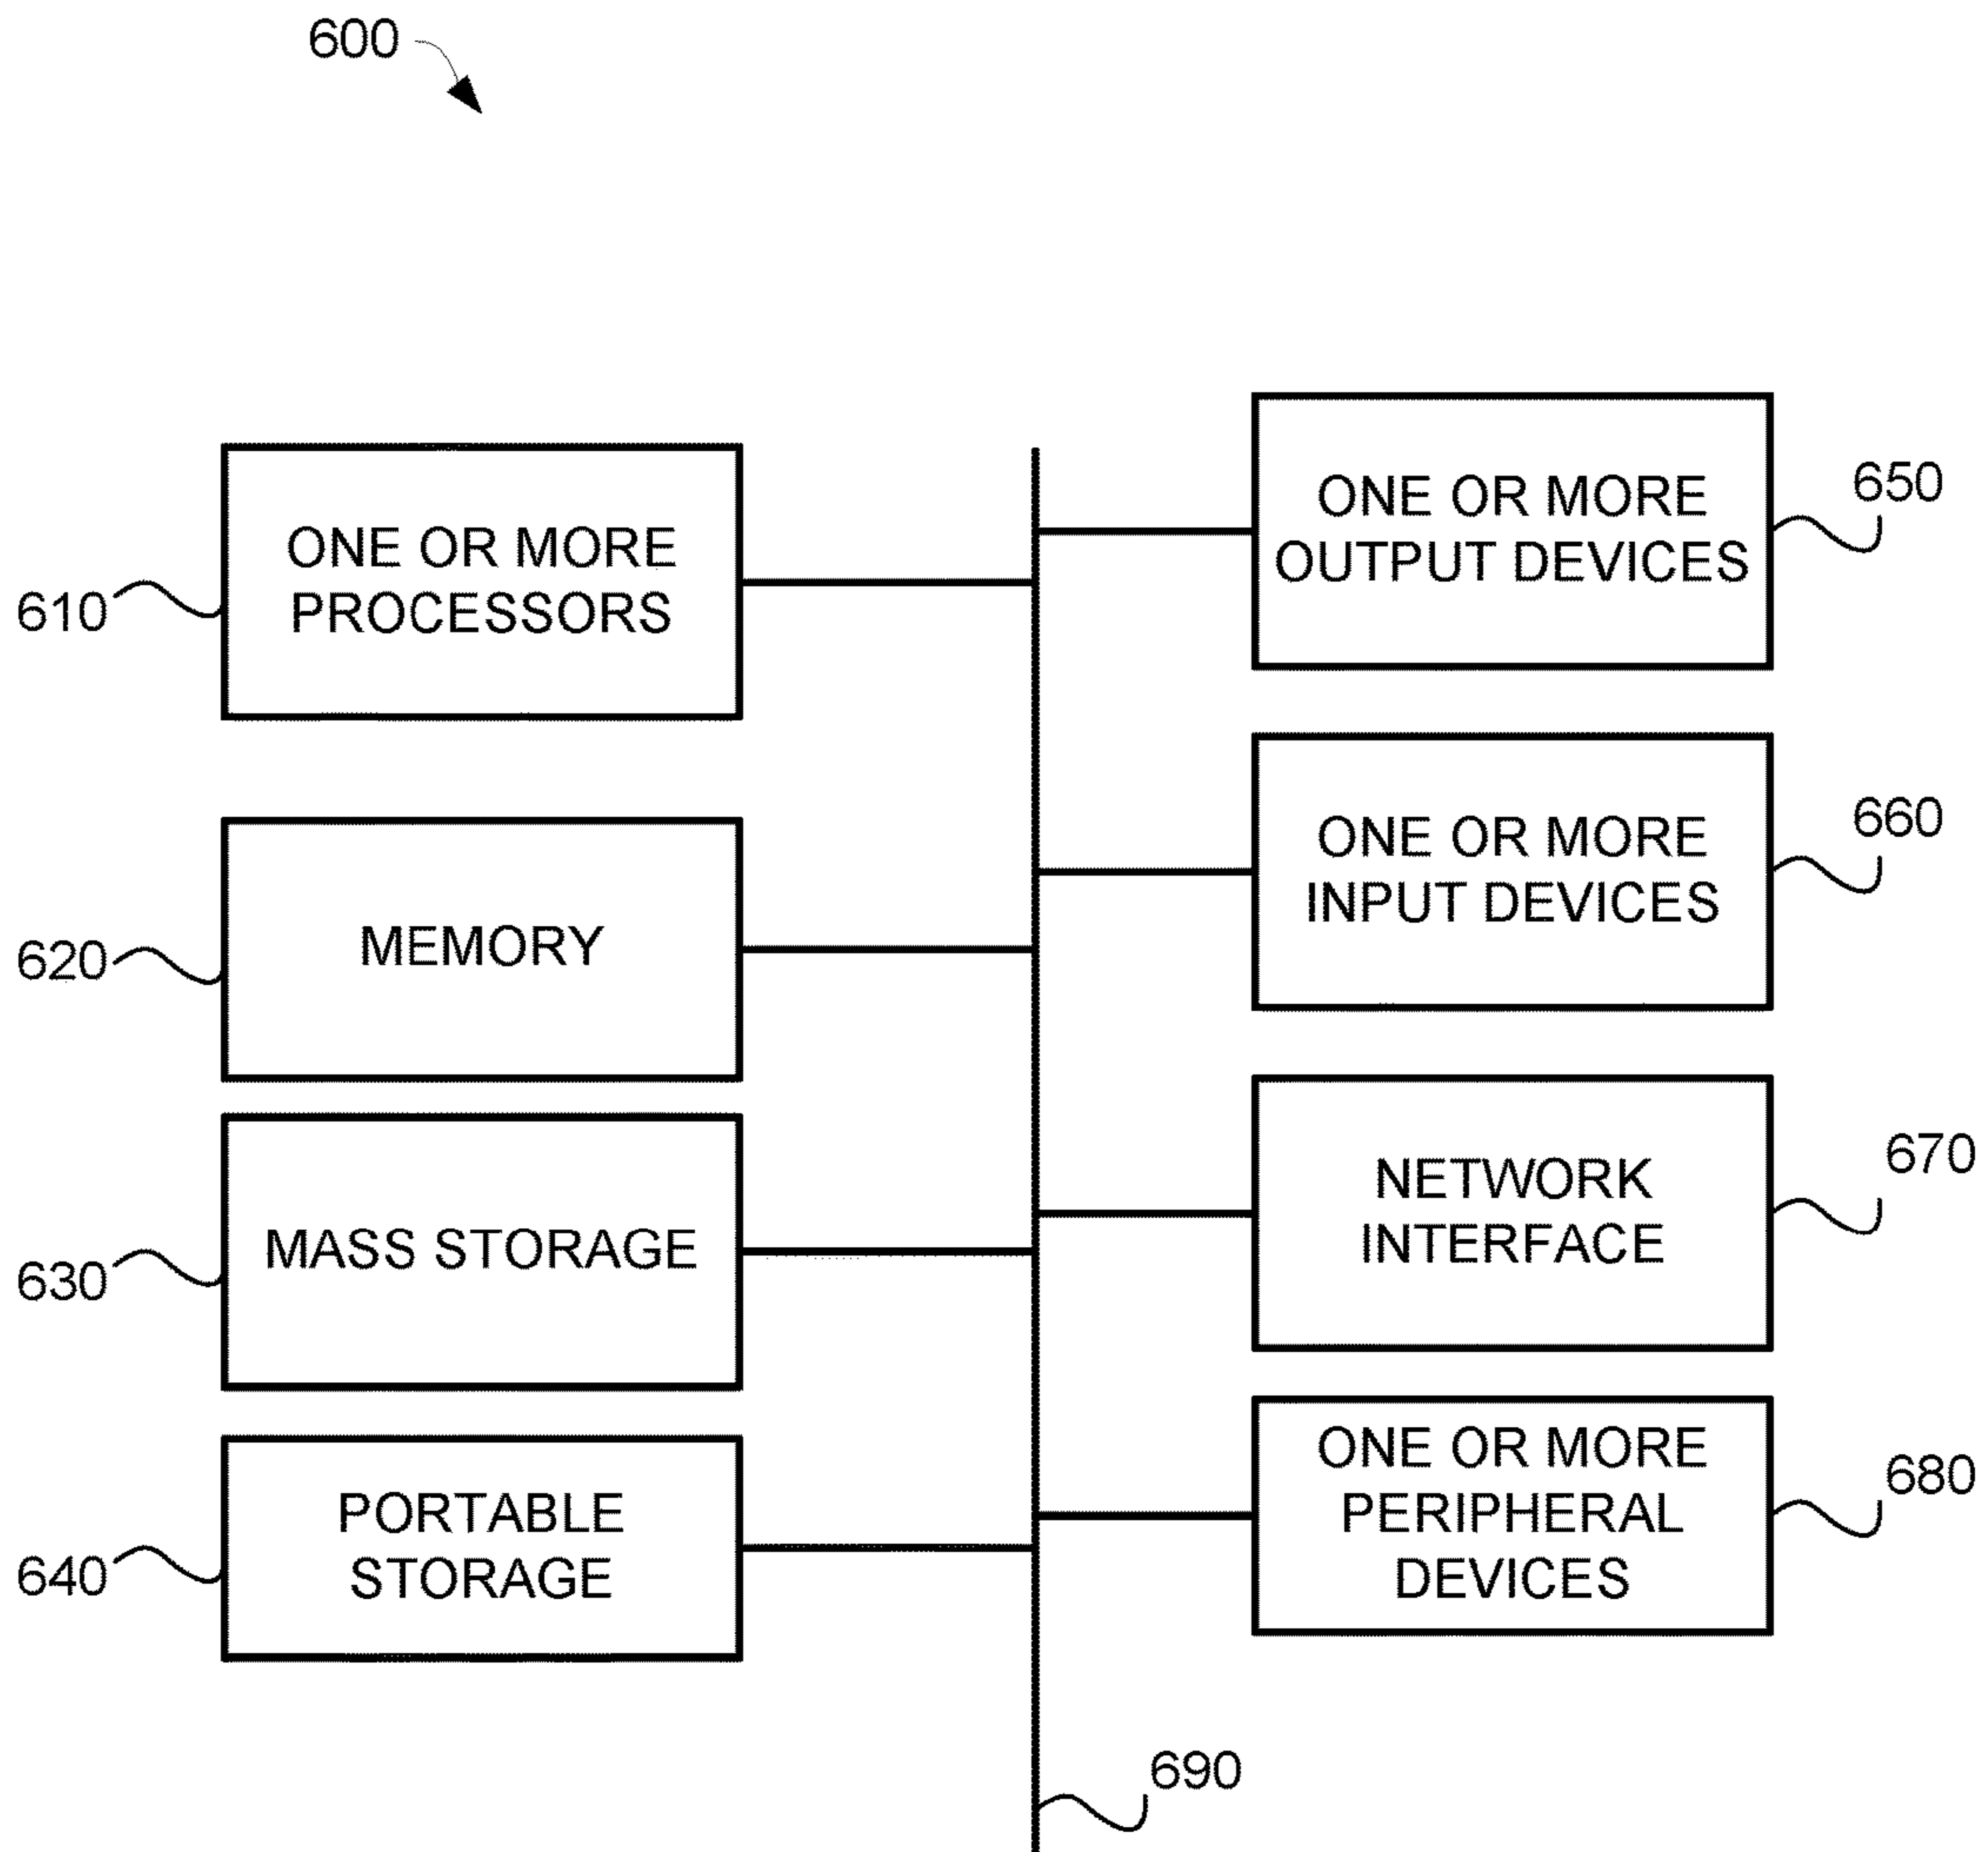 600
ONE OR MORE
PROCESSORS
610
MEMORY
620
MASS STORAGE
630
PORTABLE
STORAGE
640
ONE OR MORE
OUTPUT DEVICES
650
ONE OR MORE
INPUT DEVICES
660
NETWORK
INTERFACE
670
ONE OR MORE
PERIPHERAL
DEVICES
680
690